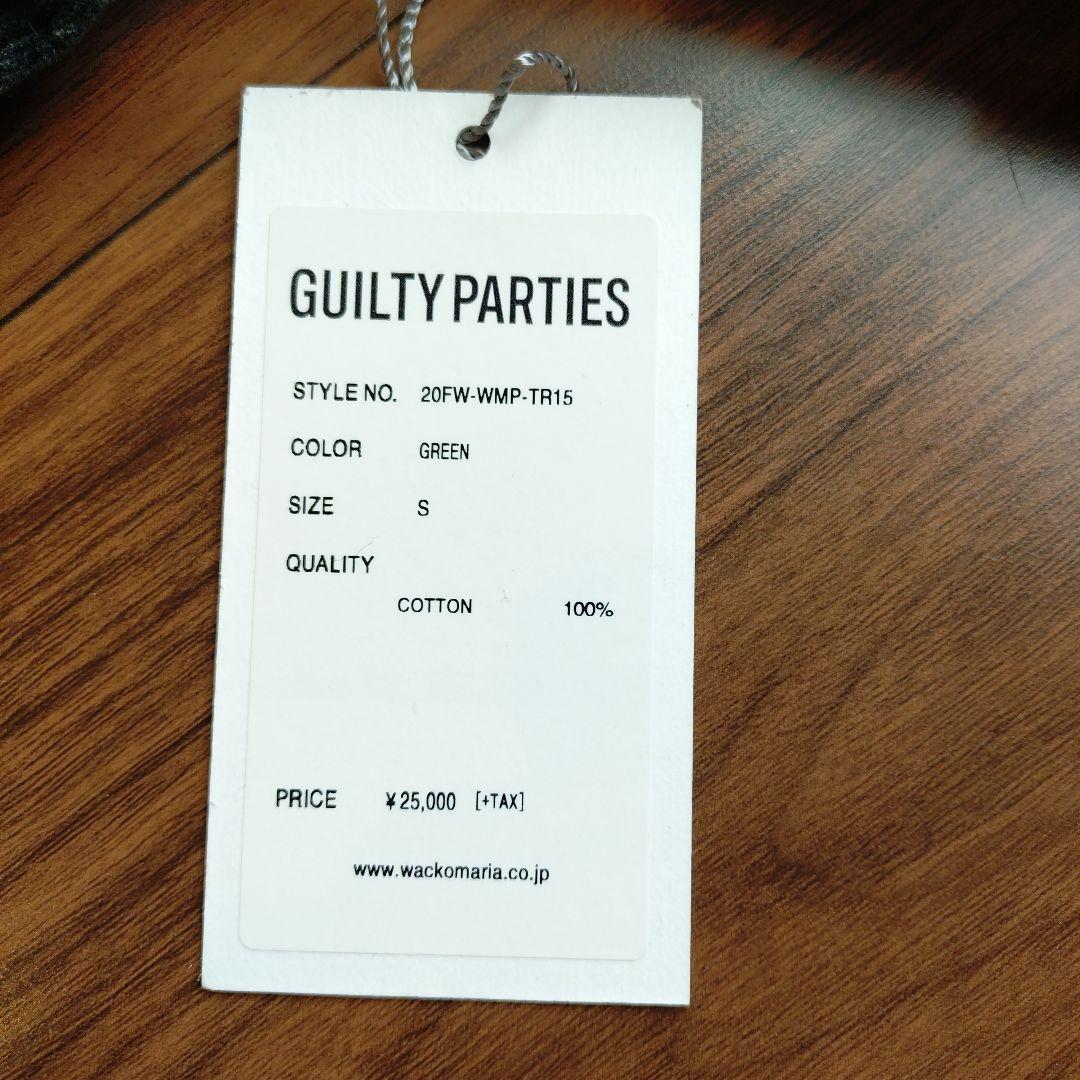 GUILTY PARTIES
STYLE NO. 20FW-WMP-TR15
COLOR GREEN
SIZE S
QUALITY
COTTON 100%
PRICE ¥25,000 [+TAX]
www.wackomaria.co.jp